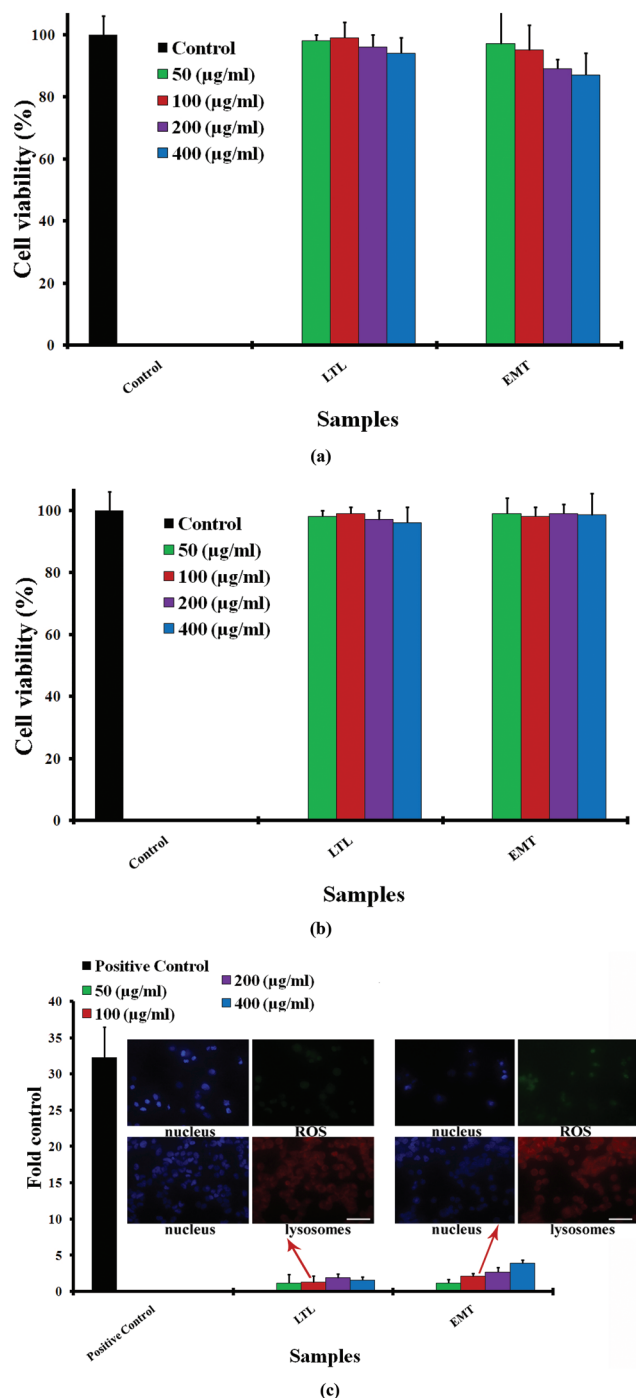 100
80
60
40
20
0
Cell viability (%)
Control
50 (µg/ml)
100 (µg/ml)
200 (µg/ml)
400 (µg/ml)
Control
LTL
EMT
Samples
(a)
100
80
60
40
20
0
Cell viability (%)
Control
50 (µg/ml)
100 (µg/ml)
200 (µg/ml)
400 (µg/ml)
Control
LTL
EMT
Samples
(b)
Positive Control
50 (µg/ml)
100 (µg/ml)
200 (µg/ml)
400 (µg/ml)
40
35
30
25
20
15
10
5
0
Fold control
nucleus
ROS
nucleus
ROS
nucleus
lysosomes
nucleus
lysosomes
Positive Control
LTL
EMT
Samples
(c)